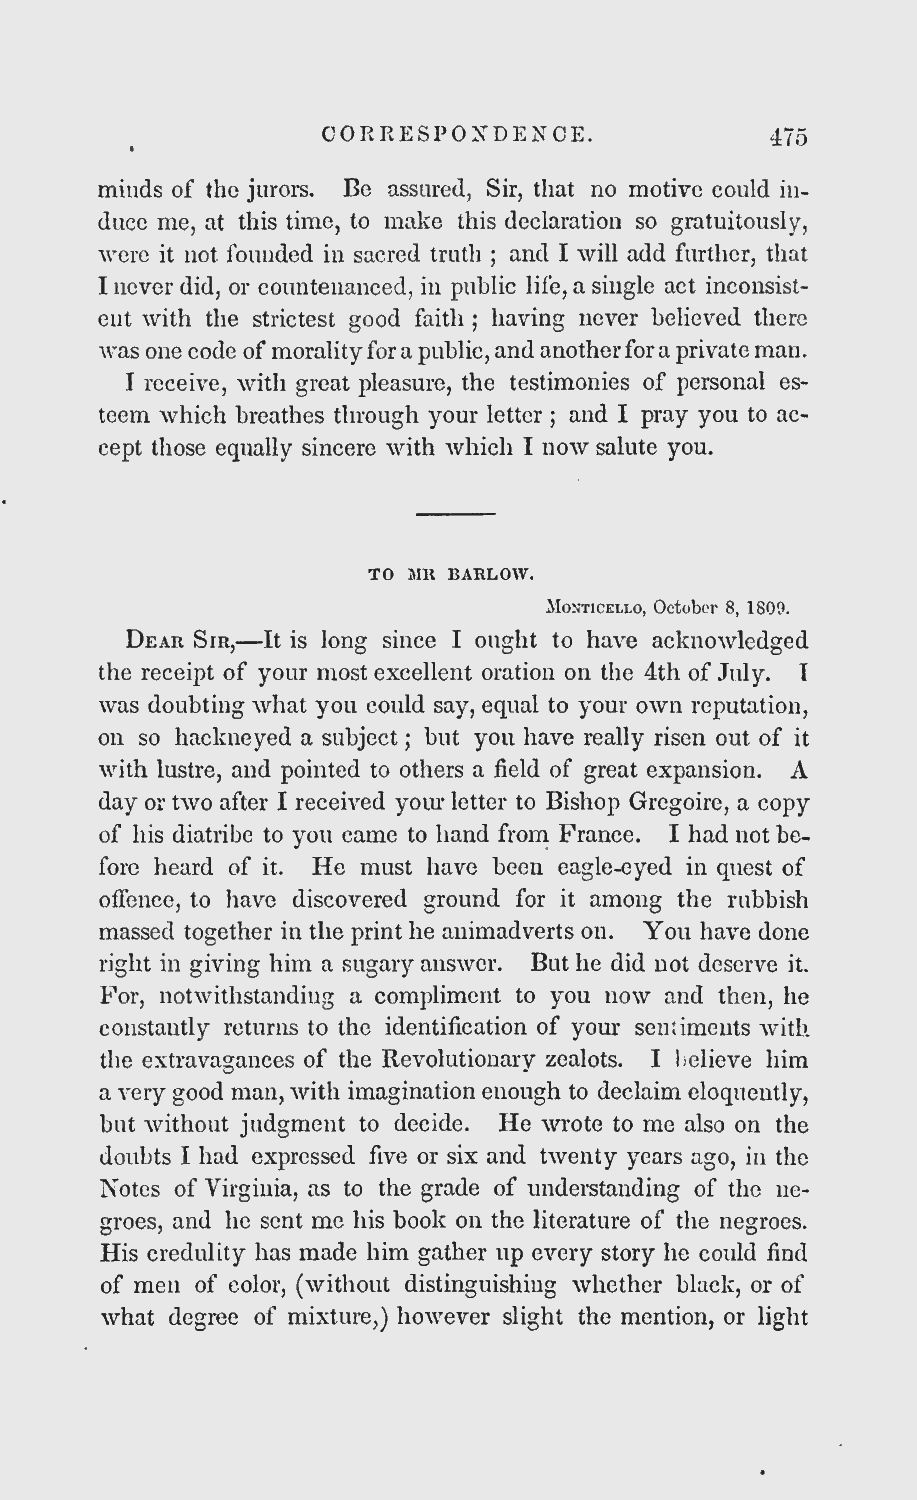 CORRESPONDENCE. 475
minds of the jurors. Be assured, Sir, that no motive could in-
duce me, at this time, to make this declaration so gratuitously,
were it not founded in sacred truth ; and I will add further, that
I never did, or countenanced, in public life, a single act inconsist-
ent with the strictest good faith ; having never believed there
was one code of morality for a public, and another for a private man.
I receive, with great pleasure, the testimonies of personal es-
teem which breathes through your letter ; and I pray you to ac-
cept those equally sincere with which I now salute you.
TO MR BARLOW.
MONTICELLO, October 8, 1809.
DEAR SIR,—It is long since I ought to have acknowledged
the receipt of your most excellent oration on the 4th of July. I
was doubting what you could say, equal to your own reputation,
on so hackneyed a subject ; but you have really risen out of it
with lustre, and pointed to others a field of great expansion. A
day or two after I received your letter to Bishop Gregoire, a copy
of his diatribe to you came to hand from France. I had not be-
fore heard of it. He must have been eagle-eyed in quest of
offence, to have discovered ground for it among the rubbish
massed together in the print he animadverts on. You have done
right in giving him a sugary answer. But he did not deserve it.
For, notwithstanding a compliment to you now and then, he
constantly returns to the identification of your sentiments with
the extravagances of the Revolutionary zealots. I believe him
a very good man, with imagination enough to declaim eloquently,
but without judgment to decide. He wrote to me also on the
doubts I had expressed five or six and twenty years ago, in the
Notes of Virginia, as to the grade of understanding of the ne-
groes, and he sent me his book on the literature of the negroes.
His credulity has made him gather up every story he could find
of men of color, (without distinguishing whether black, or of
what degree of mixture,) however slight the mention, or light